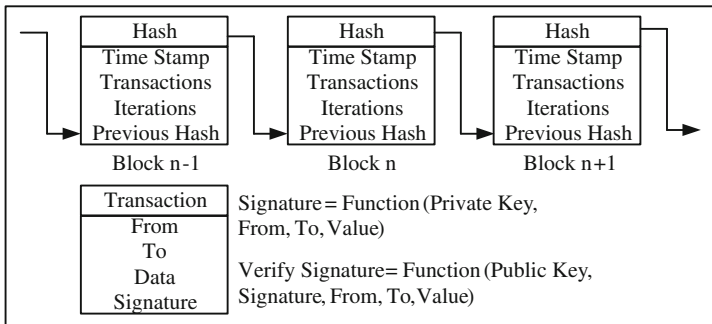 Hash
Time Stamp
Transactions
Iterations
Previous Hash
Block n-1
Hash
Time Stamp
Transactions
Iterations
Previous Hash
Block n
Hash
Time Stamp
Transactions
Iterations
Previous Hash
Block n+1
Transaction
From
To
Data
Signature
Signature= Function (Private Key,
From, To, Value)
Verify Signature= Function (Public Key,
Signature, From, To, Value)